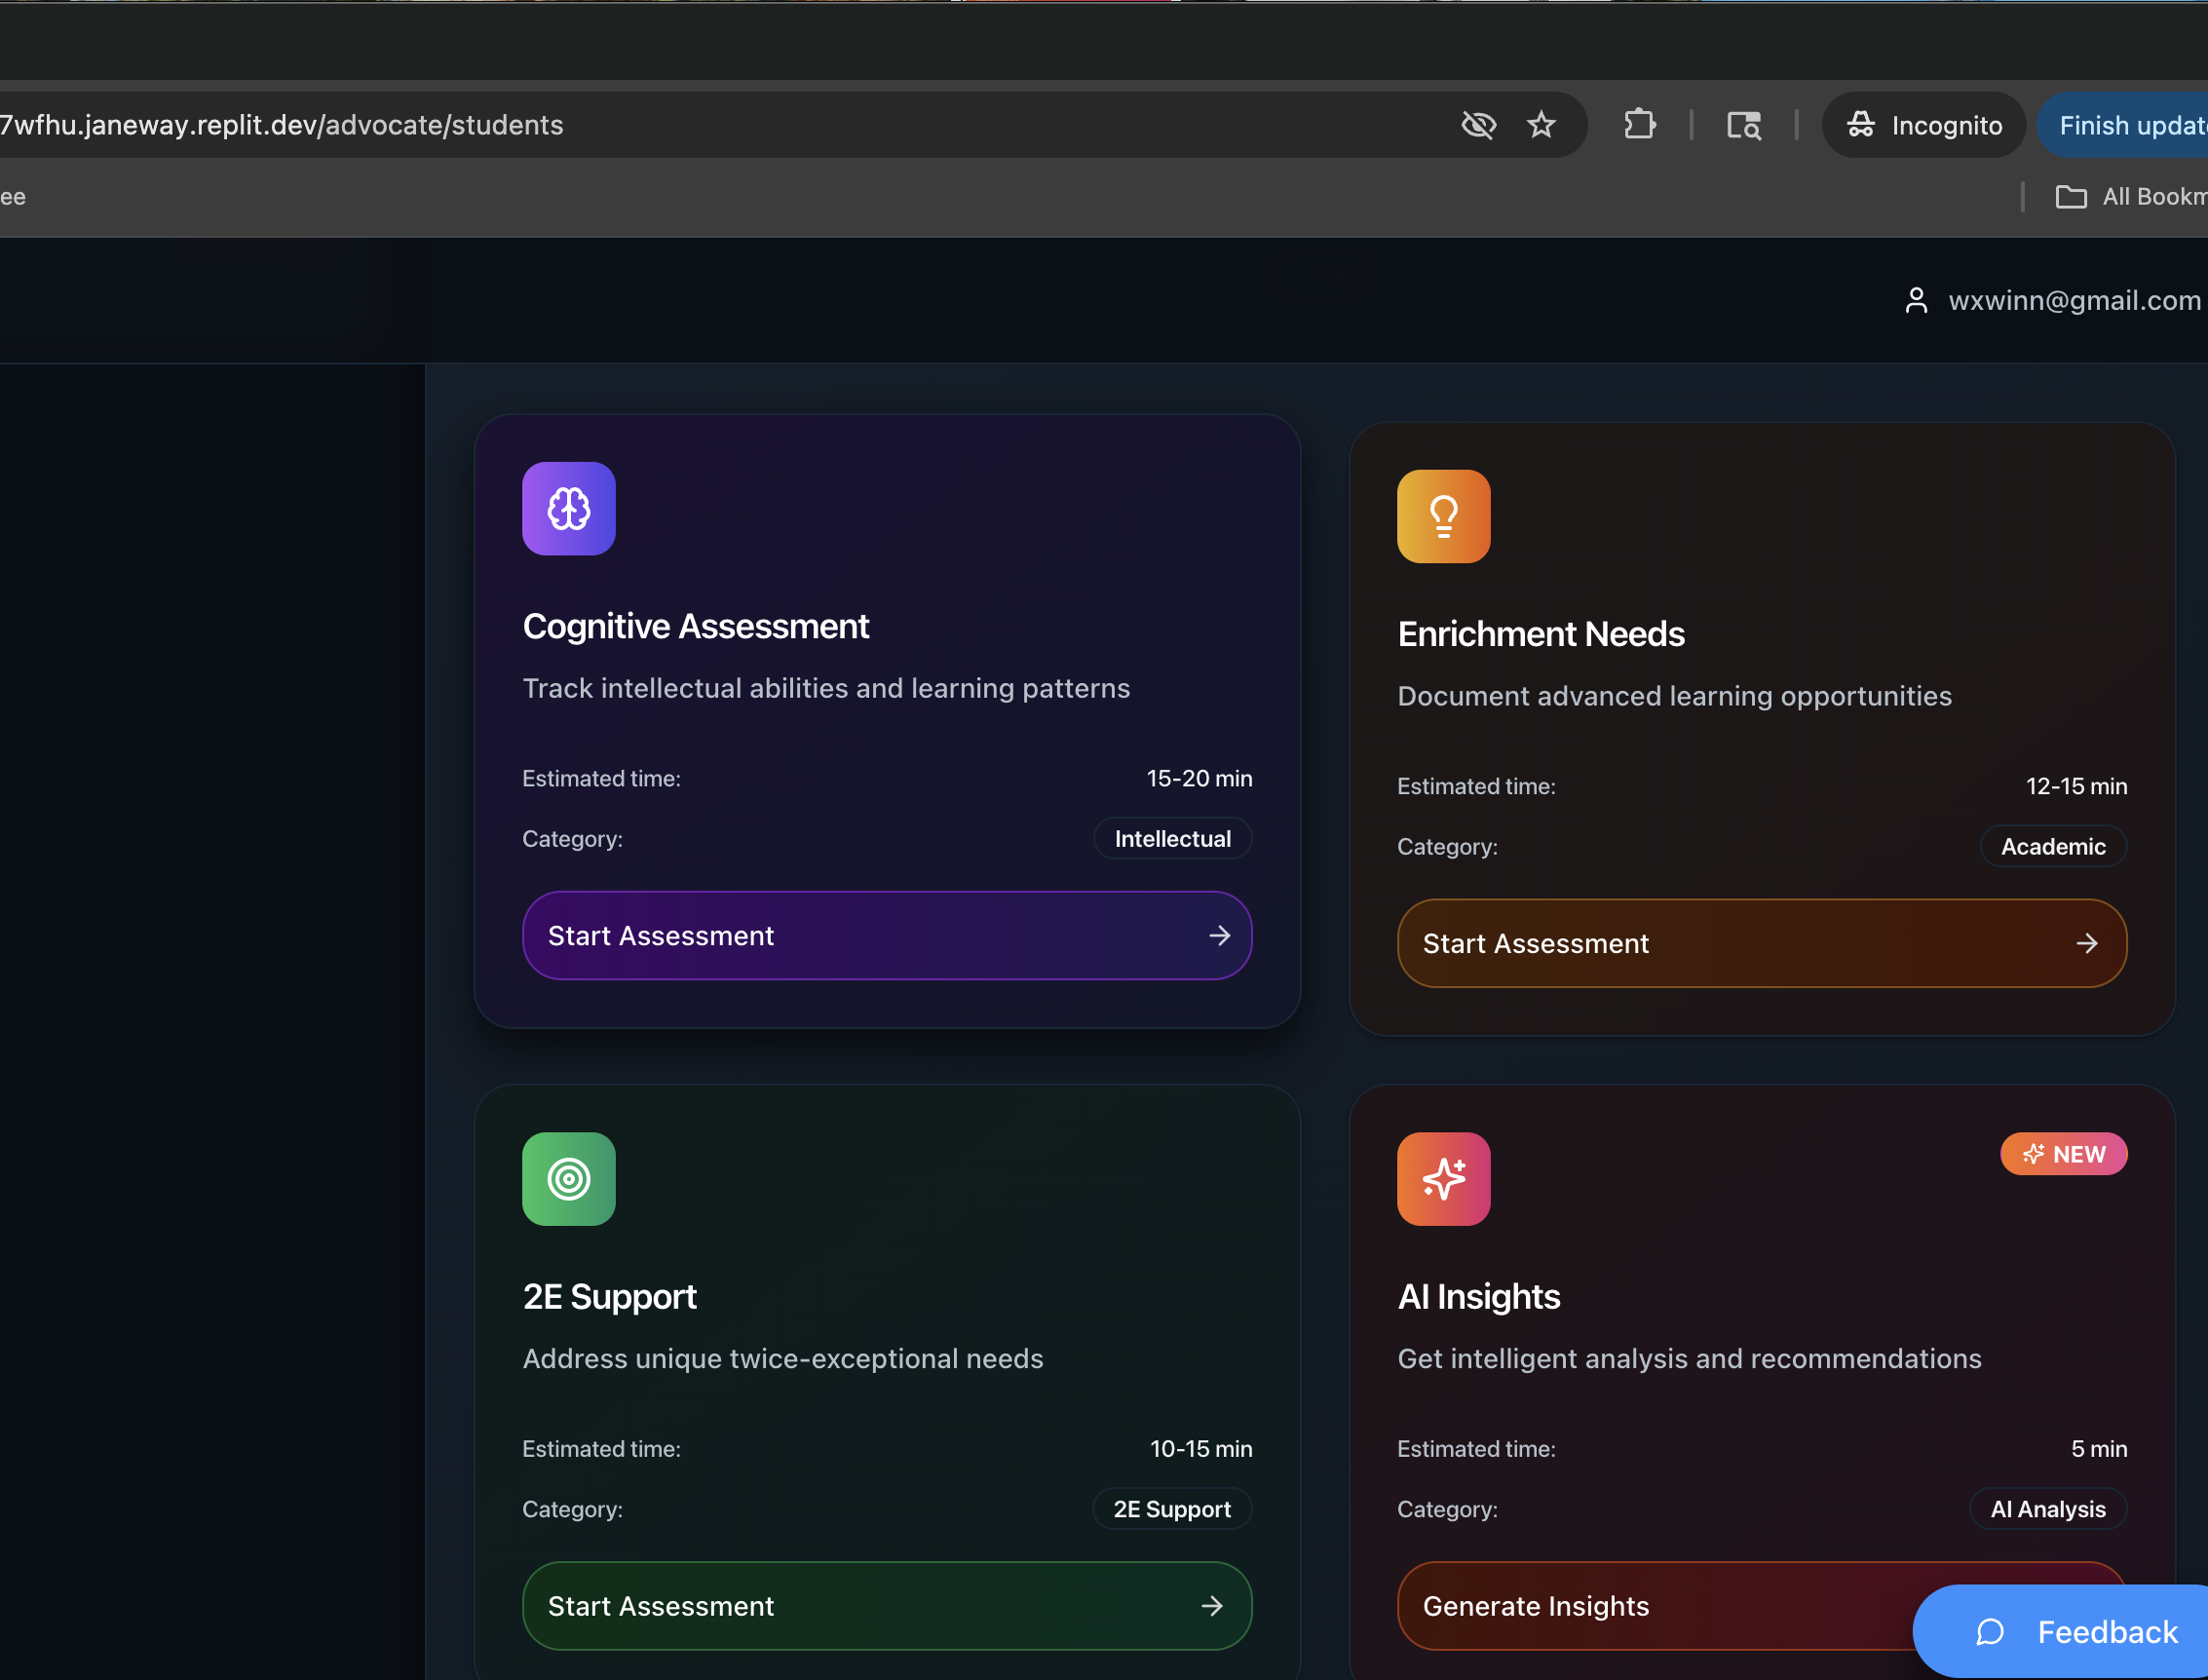 7wfhu.janeway.replit.dev/advocate/students
Incognito
Finish
ee
All
wxwinn@gmail.com
Cognitive Assessment
Track intellectual abilities and learning patterns
Estimated time: 15-20 min
Category: Intellectual
Start Assessment
Enrichment Needs
Document advanced learning opportunities
Estimated time: 12-15 min
Category: Academic
Start Assessment
2E Support
Address unique twice-exceptional needs
Estimated time: 10-15 min
Category: 2E Support
Start Assessment
NEW
AI Insights
Get intelligent analysis and recommendations
Estimated time: 5 min
Category: AI Analysis
Generate Insights
Feedback